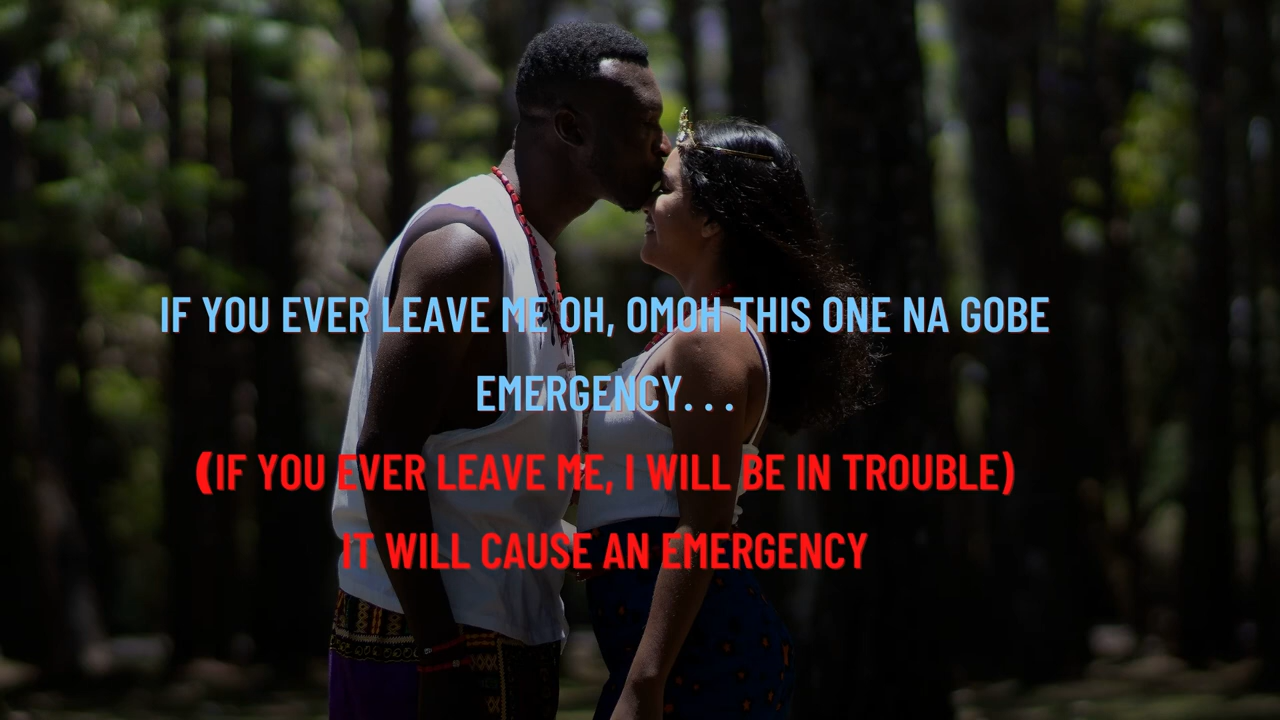 IF YOU EVER LEAVE ME OH, OMOH THIS ONE NA GOBE
EMERGENCY...
(IF YOU EVER LEAVE ME, I WILL BE IN TROUBLE)
IT WILL CAUSE AN EMERGENCY